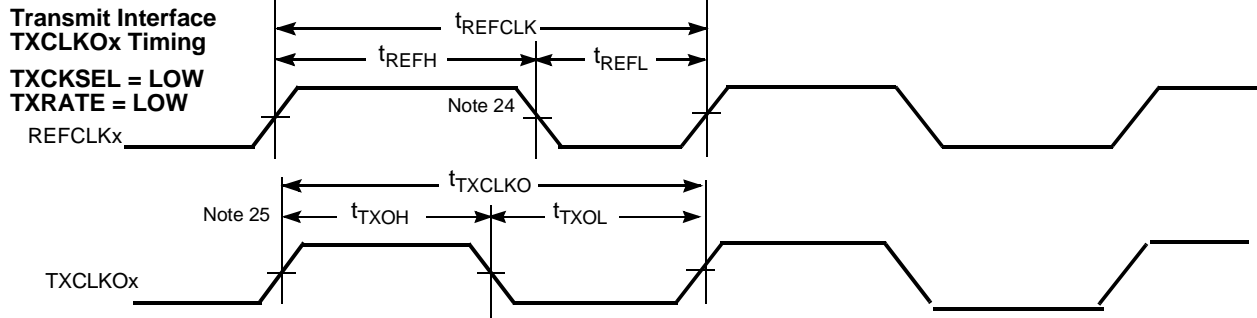 Transmit Interface
TXCLKOx Timing
TXCKSEL = LOW
TXRATE = LOW
tREFCLK
tREFH
tREFL
Note 24
REFCLKx
tTXCLKO
Note 25
tTXOH
tTXOL
TXCLKOx